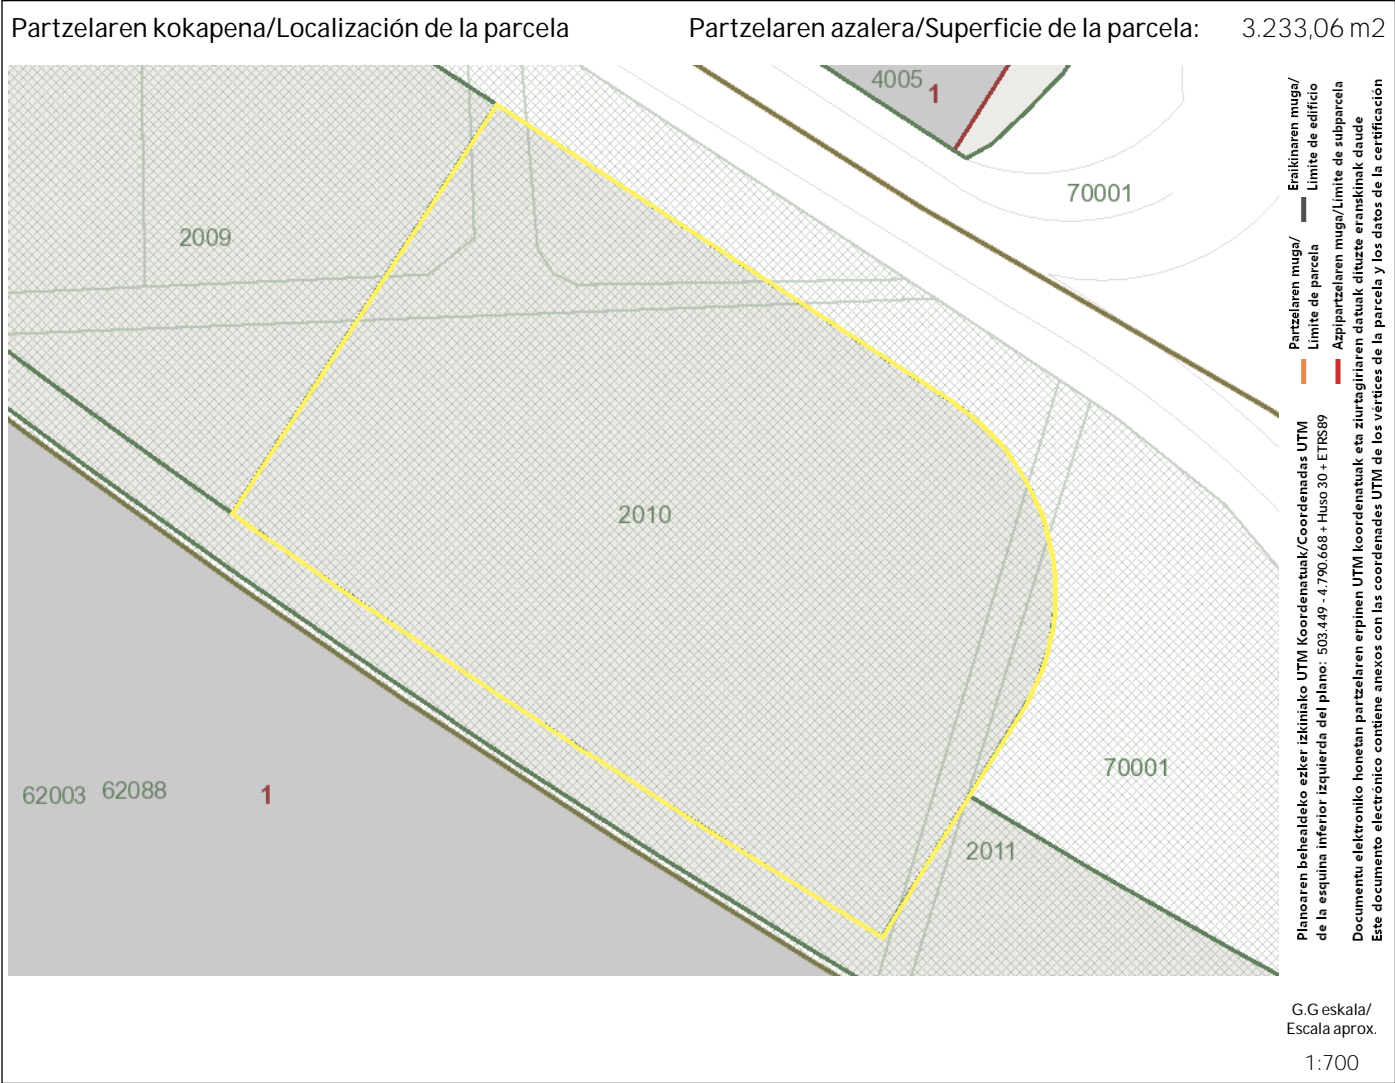 Partzelaren kokapena/Localización de la parcela
Partzelaren azalera/Superficie de la parcela: 3.233,06 m2
4005
1
70001
2009
2010
70001
2011
62003
62088
1
Planoaren behealdeko ezker izkiniako UTM Koordenatuak/Coordenadas UTM
de la esquina inferior izquierda del plano: 503.449 - 4.790.668 + Huso 30 + ETRS89
Partzelaren muga/
Limite de parcela
Eraikinaren muga/
Limite de edificio
Azpipartzelaren muga/Limite de subparcela
Documentu elektroniko honetan partzelaren erpinen UTM koordenatuak eta ziurtagiriaren datuak dituzte eranskinak daude
Este documento electrónico contiene anexos con las coordenadas UTM de los vértices de la parcela y los datos de la certificación
G.G eskala/
Escala aprox.
1:700